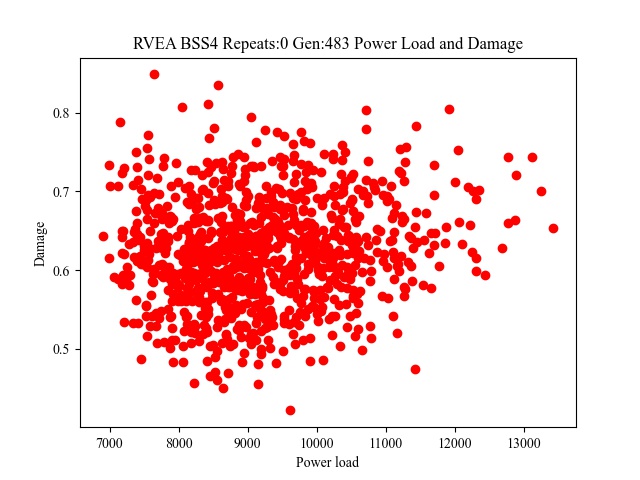 RVEA BSS4 Repeats:0 Gen:483 Power Load and Damage
0.8
0.7
0.6
0.5
Damage
7000 8000 9000 10000 11000 12000 13000
Power load